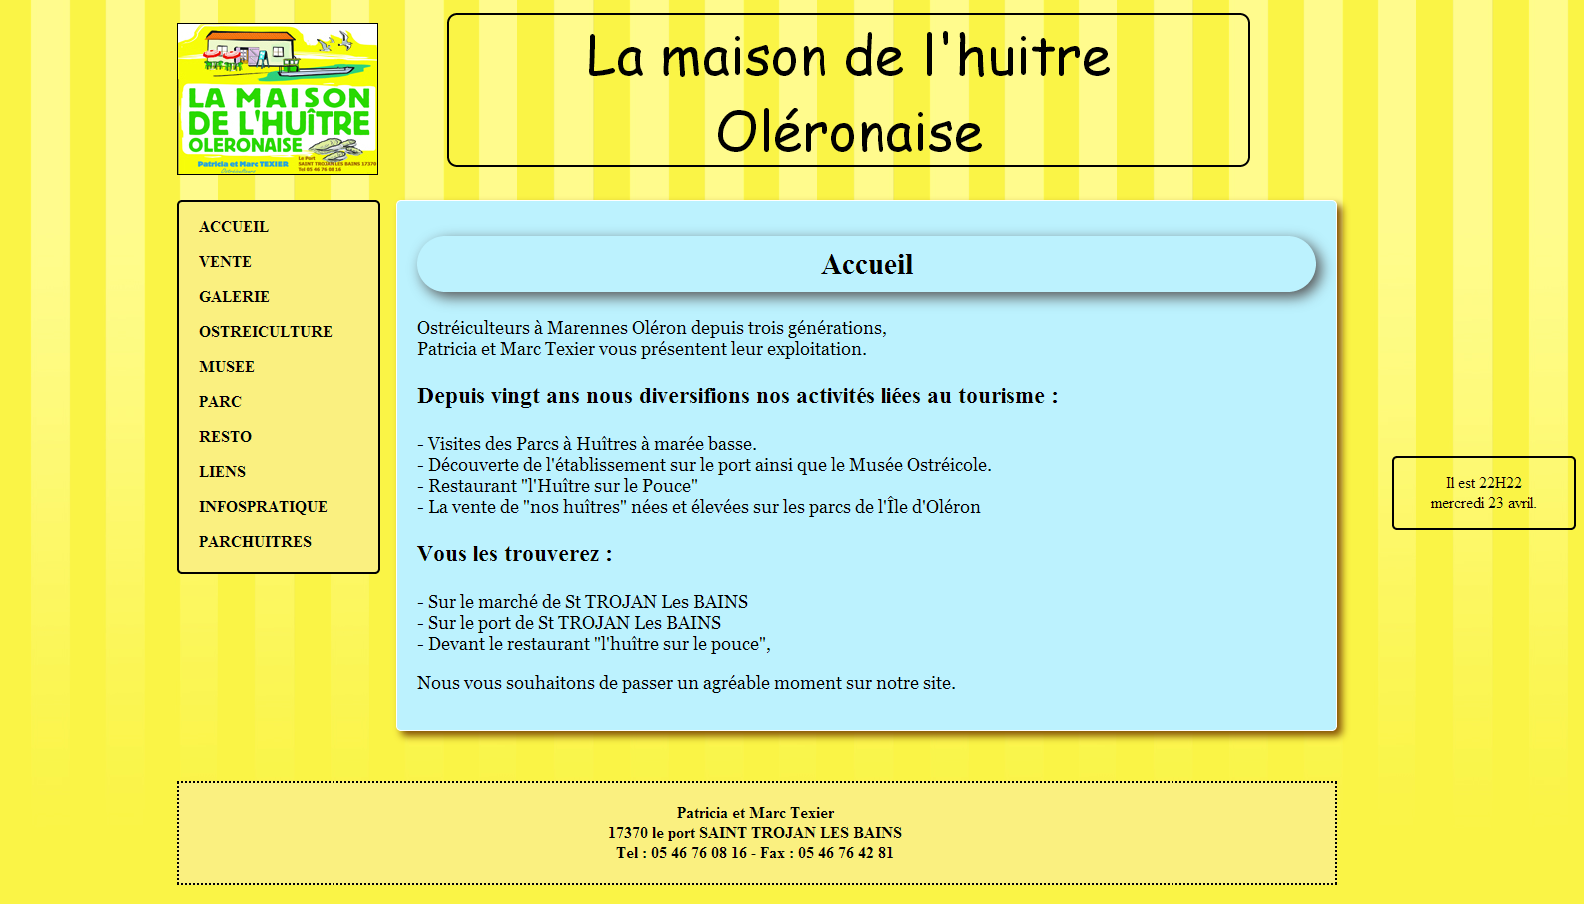 LA MAISON
DE L'HUÎTRE
OLERONAISE
Patricia et Marc TEXIER
Ostréiculteurs
Le Port
SAINT TROJAN LES BAINS 17370
Tel 05 46 76 08 16
La maison de l'huitre
Oléronaise
ACCUEIL
VENTE
GALERIE
OSTREICULTURE
MUSEE
PARC
RESTO
LIENS
INFOSPRATIQUE
PARCHUITRES
Accueil
Ostréiculteurs à Marennes Oléron depuis trois générations,
Patricia et Marc Texier vous présentent leur exploitation.
Depuis vingt ans nous diversifions nos activités liées au tourisme :
- Visites des Parcs à Huîtres à marée basse.
- Découverte de l'établissement sur le port ainsi que le Musée Ostréicole.
- Restaurant "l'Huître sur le Pouce"
- La vente de "nos huîtres" nées et élevées sur les parcs de l'Île d'Oléron
Vous les trouverez :
- Sur le marché de St TROJAN Les BAINS
- Sur le port de St TROJAN Les BAINS
- Devant le restaurant "l'huître sur le pouce",
Nous vous souhaitons de passer un agréable moment sur notre site.
Il est 22H22
mercredi 23 avril.
Patricia et Marc Texier
17370 le port SAINT TROJAN LES BAINS
Tel : 05 46 76 08 16 - Fax : 05 46 76 42 81